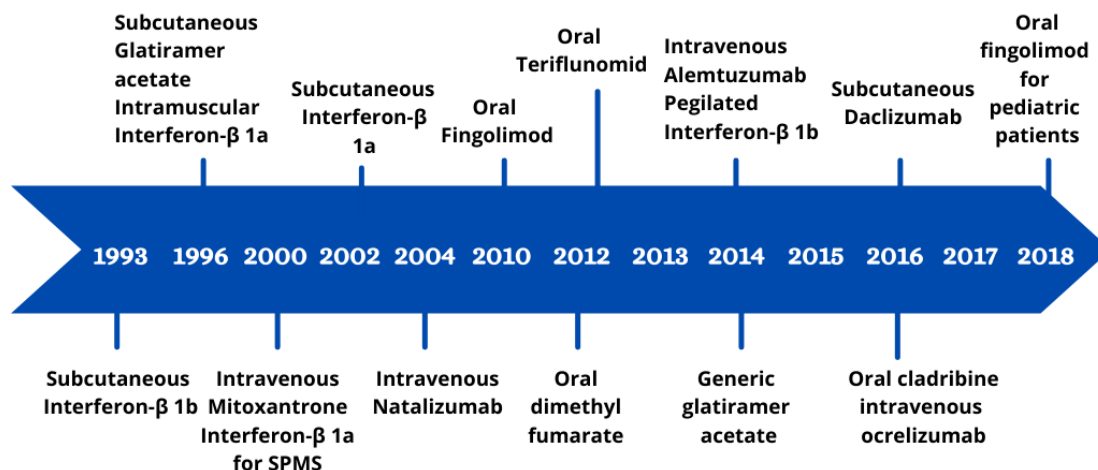 Subcutaneous
Glatiramer
acetate
Intramuscular
Interferon-β 1a
Subcutaneous
Interferon-β
1a
Oral
Fingolimod
Oral
Teriflunomid
Intravenous
Alemtuzumab
Pegilated
Interferon-β 1b
Subcutaneous
Daclizumab
Oral
fingolimod
for
pediatric
patients
1993 1996 2000 2002 2004 2010 2012 2013 2014 2015 2016 2017 2018
Subcutaneous
Interferon-β 1b
Intravenous
Mitoxantrone
Interferon-β 1a
for SPMS
Intravenous
Natalizumab
Oral
dimethyl
fumarate
Generic
glatiramer
acetate
Oral cladribine
intravenous
ocrelizumab